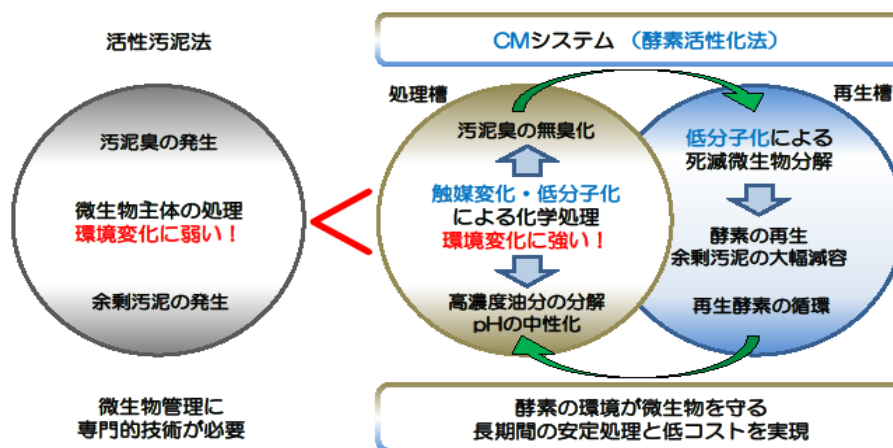 活性汚泥法
汚泥臭の発生
微生物主体の処理
環境変化に弱い！
余剰汚泥の発生
微生物管理に
専門的技術が必要
CMシステム （酵素活性化法）
処理槽
汚泥臭の無臭化
触媒変化・低分子化
による化学処理
環境変化に強い！
高濃度油分の分解
pHの中性化
再生槽
低分子化による
死滅微生物分解
酵素の再生
余剰汚泥の大幅減容
再生酵素の循環
酵素の環境が微生物を守る
長期間の安定処理と低コストを実現